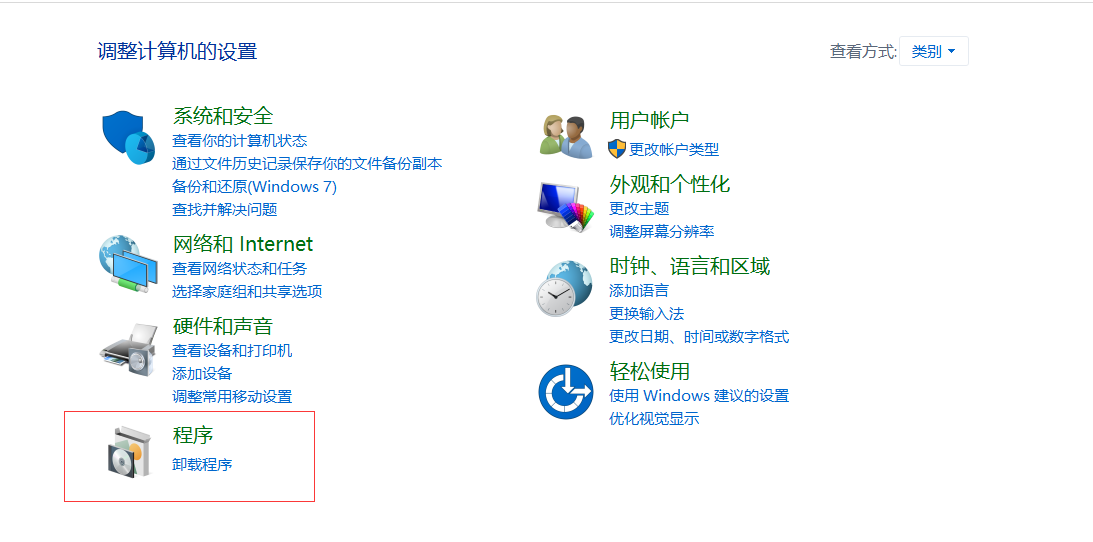 调整计算机的设置
查看方式: 类别
系统和安全
查看你的计算机状态
通过文件历史记录保存你的文件备份副本
备份和还原(Windows 7)
查找并解决问题
网络和 Internet
查看网络状态和任务
选择家庭组和共享选项
硬件和声音
查看设备和打印机
添加设备
调整常用移动设置
程序
卸载程序
用户帐户
更改帐户类型
外观和个性化
更改主题
调整屏幕分辨率
时钟、语言和区域
添加语言
更换输入法
更改日期、时间或数字格式
轻松使用
使用 Windows 建议的设置
优化视觉显示